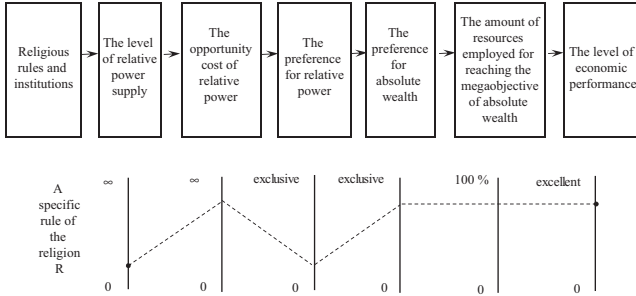 Religious
rules and
institutions
The level
of relative
power
supply
The
opportunity
cost of
relative
power
The
preference
for relative
power
The
preference
for
absolute
wealth
The amount of
resources
employed for
reaching the
megaobjective
of absolute
wealth
The level of
economic
performance
A
specific
rule of
the
religion
R
∞ ∞ exclusive exclusive 100 % excellent
0 0 0 0 0 0